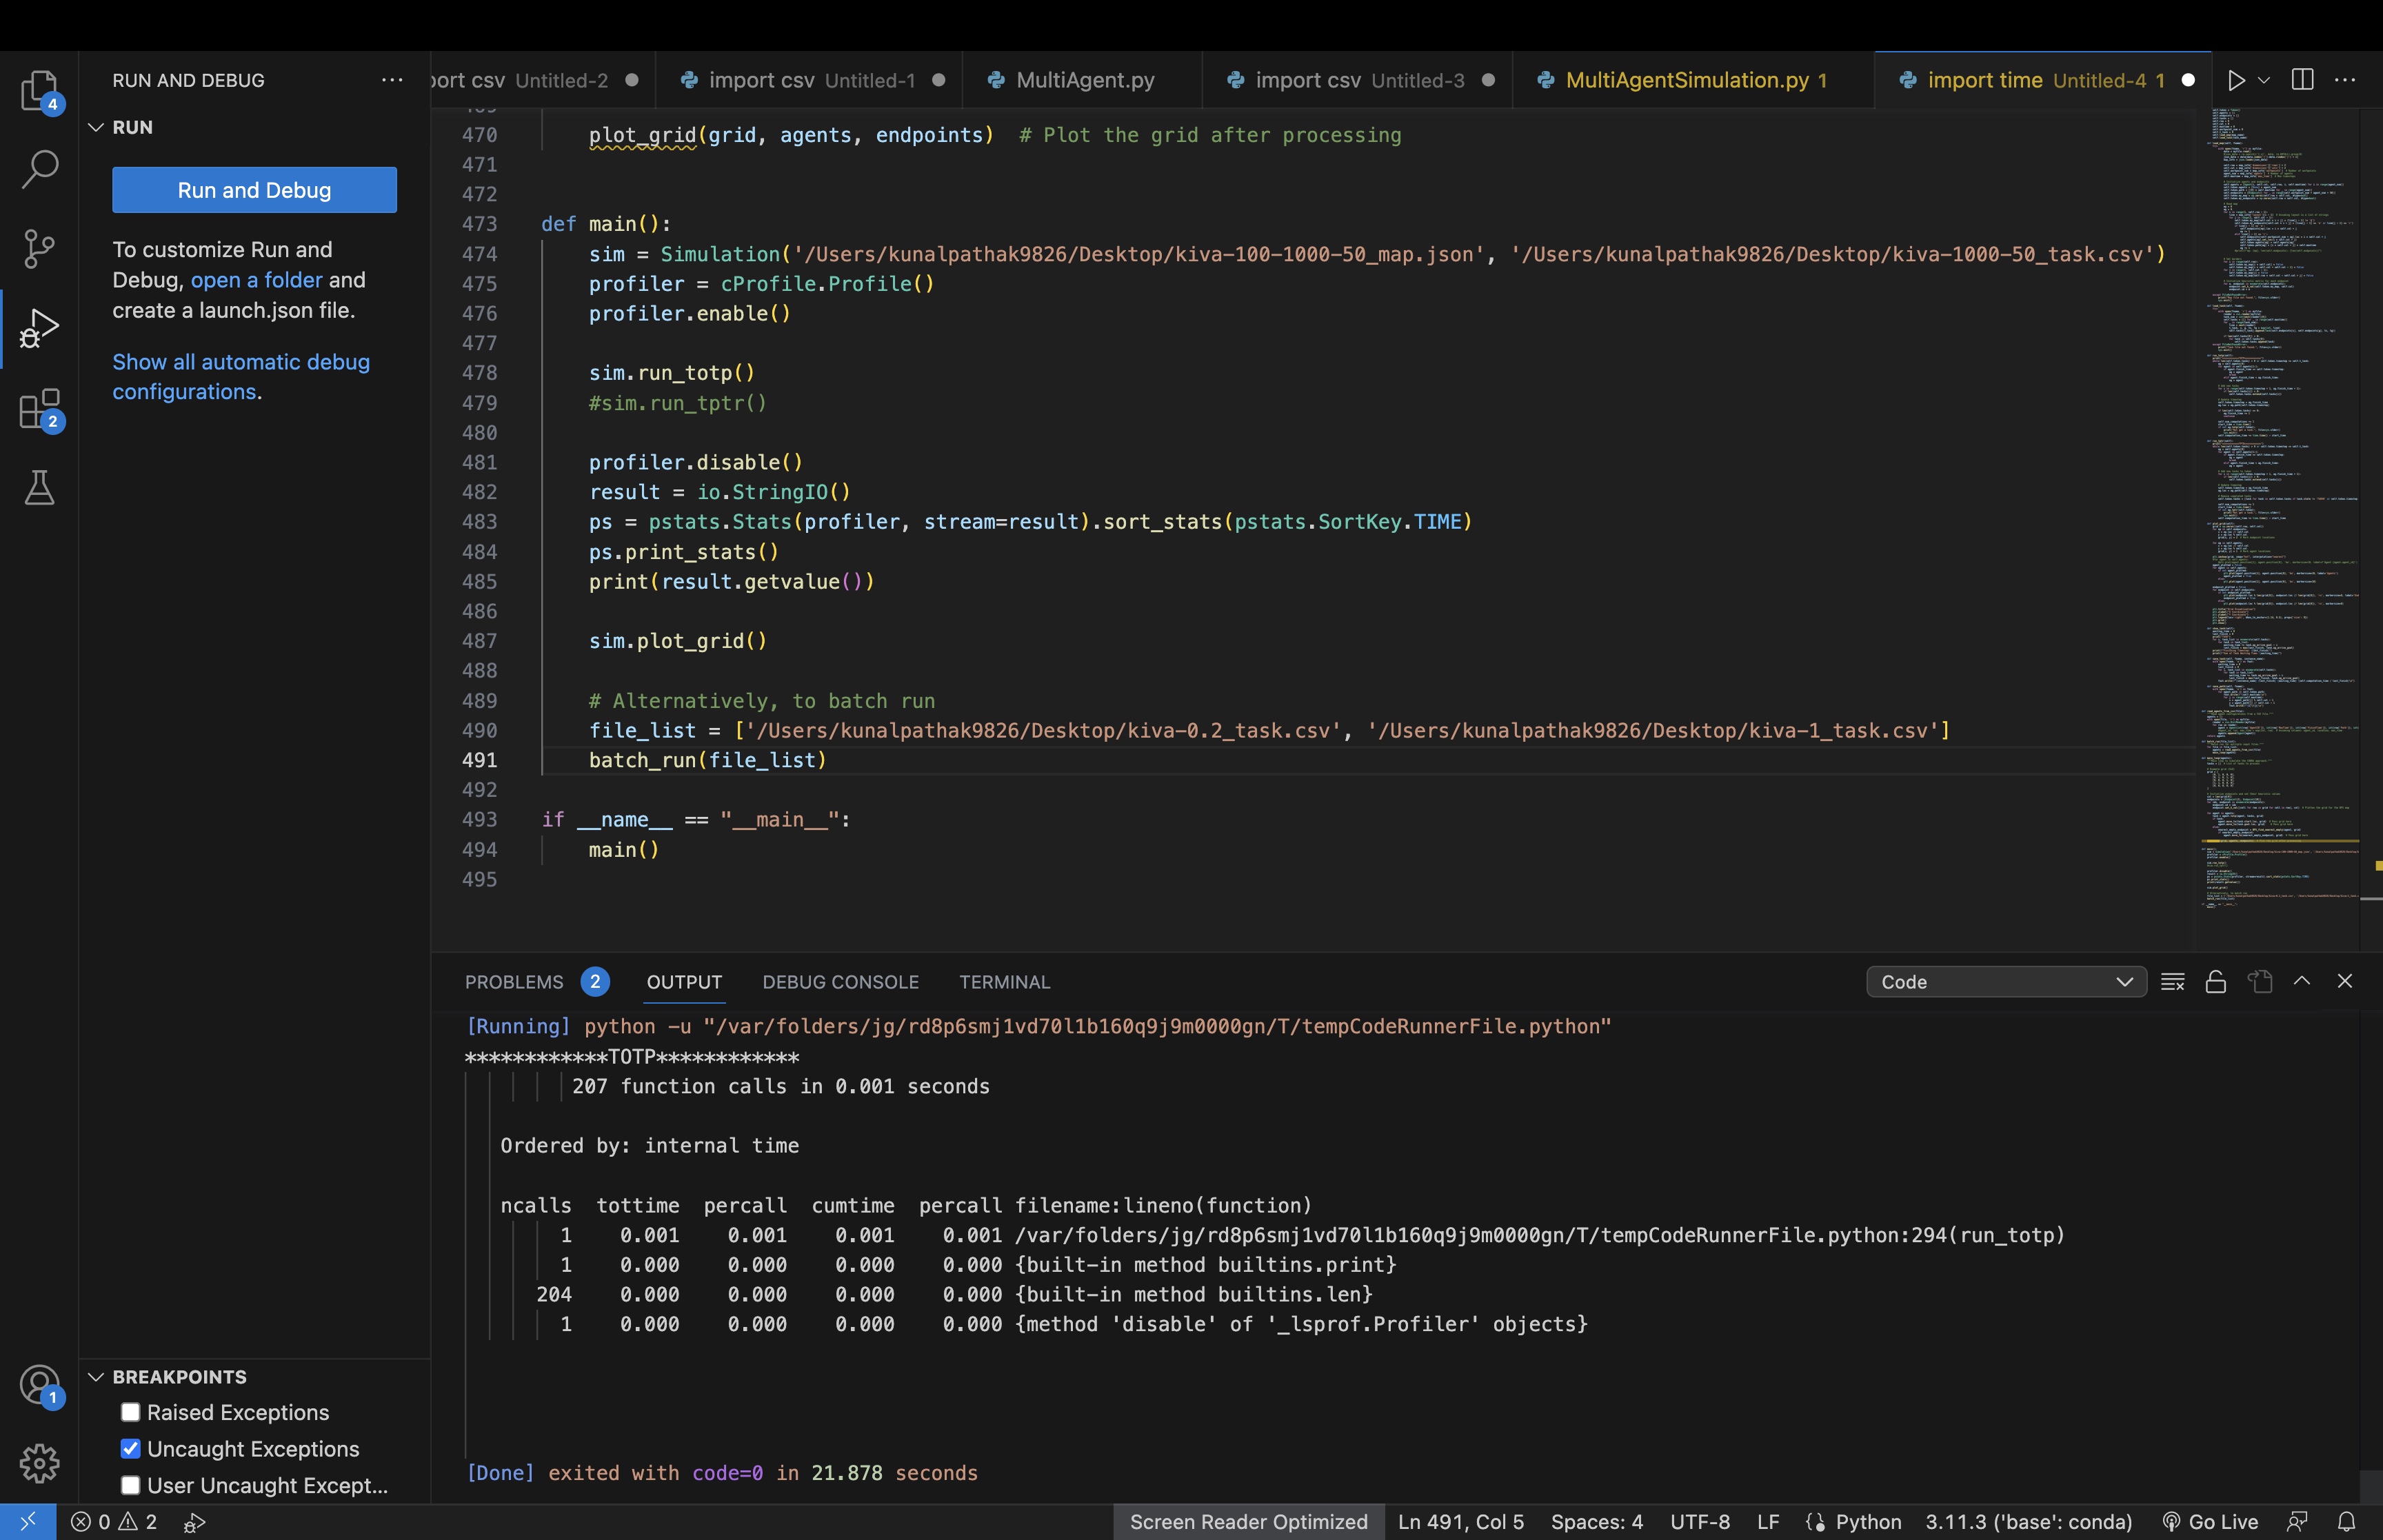 RUN AND DEBUG ...
port csv Untitled-2 ●
import csv Untitled-1 ●
MultiAgent.py
import csv Untitled-3 ●
MultiAgentSimulation.py 1
import time Untitled-4 1 ●
4
RUN
Run and Debug
To customize Run and
Debug, open a folder and
create a launch.json file.
Show all automatic debug
configurations.
2
470 plot_grid(grid, agents, endpoints)  # Plot the grid after processing
471
472
473 def main():
474     sim = Simulation('/Users/kunalpathak9826/Desktop/kiva-100-1000-50_map.json', '/Users/kunalpathak9826/Desktop/kiva-1000-50_task.csv')
475     profiler = cProfile.Profile()
476     profiler.enable()
477
478     sim.run_totp()
479     #sim.run_tptr()
480
481     profiler.disable()
482     result = io.StringIO()
483     ps = pstats.Stats(profiler, stream=result).sort_stats(pstats.SortKey.TIME)
484     ps.print_stats()
485     print(result.getvalue())
486
487     sim.plot_grid()
488
489     # Alternatively, to batch run
490     file_list = ['/Users/kunalpathak9826/Desktop/kiva-0.2_task.csv', '/Users/kunalpathak9826/Desktop/kiva-1_task.csv']
491     batch_run(file_list)
492
493 if __name__ == "__main__":
494     main()
495
PROBLEMS 2 OUTPUT DEBUG CONSOLE TERMINAL Code
[Running] python -u "/var/folders/jg/rd8p6smj1vd70l1b160q9j9m0000gn/T/tempCodeRunnerFile.python"
************TOTP************
207 function calls in 0.001 seconds
Ordered by: internal time
ncalls  tottime  percall  cumtime  percall filename:lineno(function)
1    0.001    0.001    0.001    0.001 /var/folders/jg/rd8p6smj1vd70l1b160q9j9m0000gn/T/tempCodeRunnerFile.python:294(run_totp)
1    0.000    0.000    0.000    0.000 {built-in method builtins.print}
204    0.000    0.000    0.000    0.000 {built-in method builtins.len}
1    0.000    0.000    0.000    0.000 {method 'disable' of '_lsprof.Profiler' objects}
[Done] exited with code=0 in 21.878 seconds
BREAKPOINTS
Raised Exceptions
Uncaught Exceptions
User Uncaught Except...
1
0 2
Screen Reader Optimized Ln 491, Col 5 Spaces: 4 UTF-8 LF Python 3.11.3 ('base': conda) Go Live